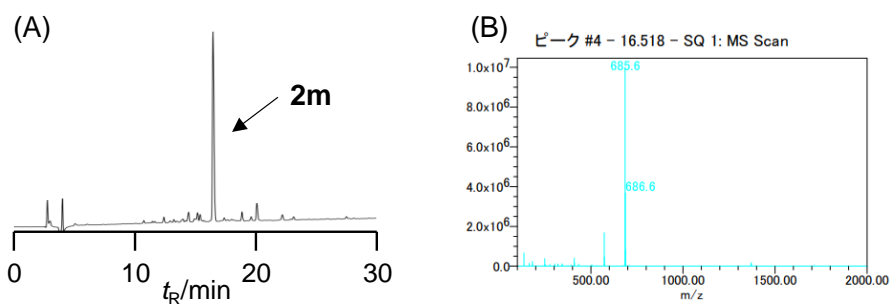 (A)
2m
0
10
20
30
tR/min
(B)
ピーク #4 - 16.518 - SQ 1: MS Scan
1.0x10^7
8.0x10^6
6.0x10^6
4.0x10^6
2.0x10^6
0.0
685.6
686.6
500.00
1000.00
1500.00
2000.00
m/z